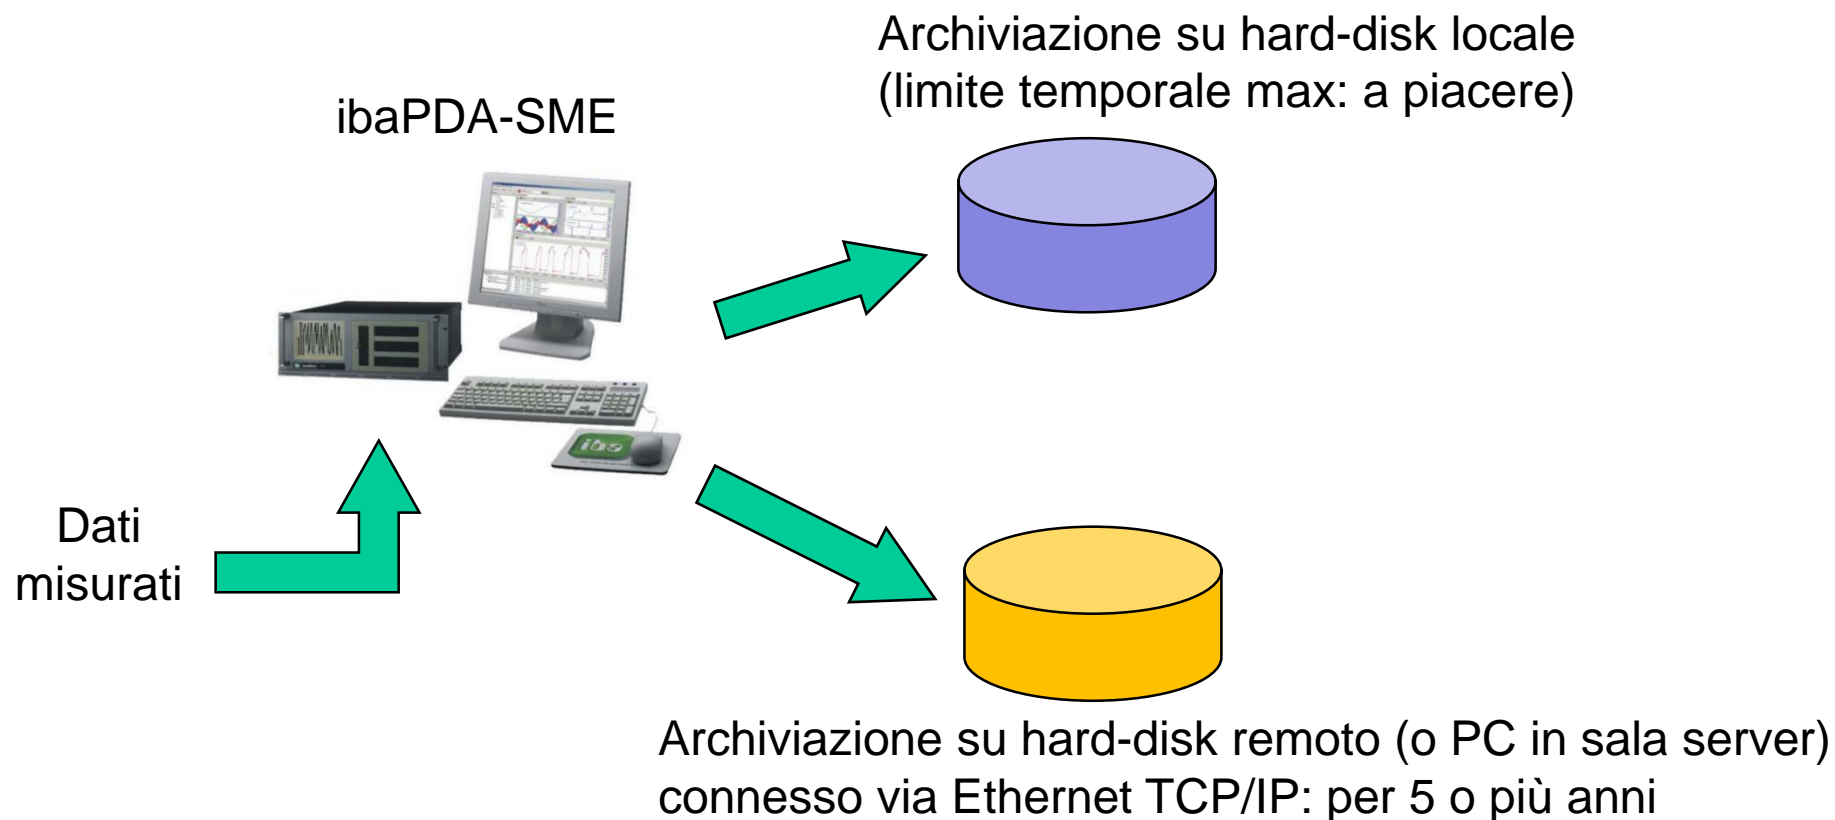 Archiviazione su hard-disk locale
(limite temporale max: a piacere)
ibaPDA-SME
iba
Dati
misurati
Archiviazione su hard-disk remoto (o PC in sala server)
connesso via Ethernet TCP/IP: per 5 o più anni